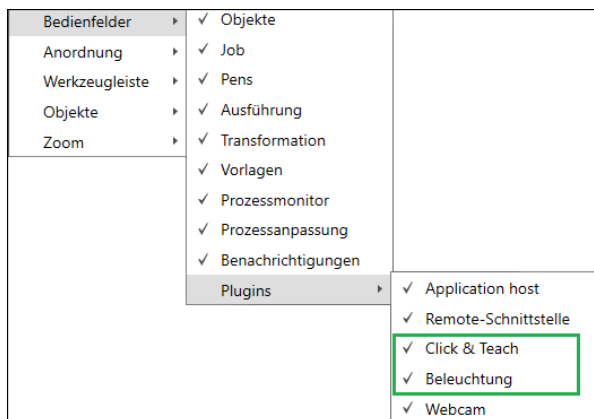 Bedienfelder
Anordnung
Werkzeugleiste
Objekte
Zoom
Objekte
Job
Pens
Ausführung
Transformation
Vorlagen
Prozessmonitor
Prozessanpassung
Benachrichtigungen
Plugins
Application host
Remote-Schnittstelle
Click & Teach
Beleuchtung
Webcam